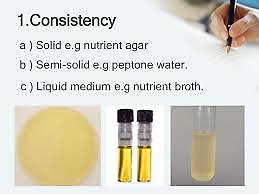 1.Consistency
a ) Solid e.g nutrient agar
b ) Semi-solid e.g peptone water.
c ) Liquid medium e.g nutrient broth.